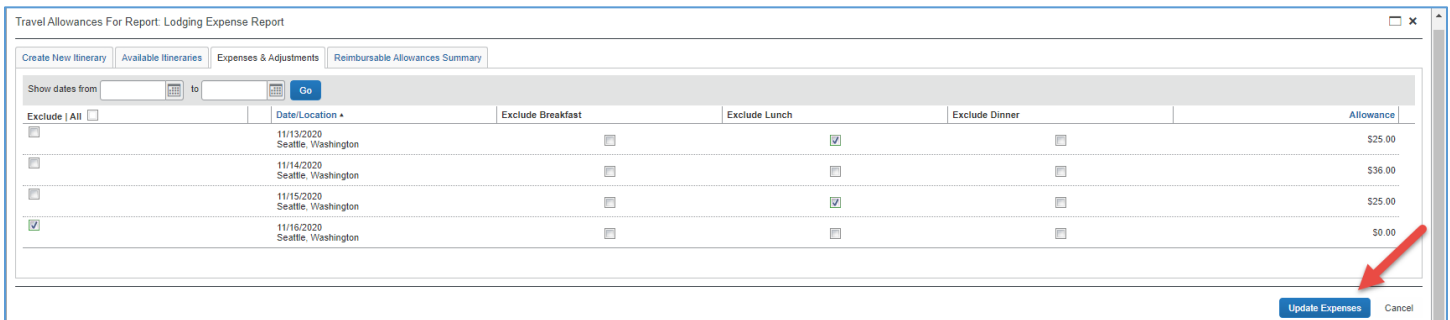 Travel Allowances For Report: Lodging Expense Report
Create New Itinerary Available Itineraries Expenses & Adjustments Reimbursable Allowances Summary
Show dates from to Go
Exclude | All Date/Location Exclude Breakfast Exclude Lunch Exclude Dinner Allowance
11/13/2020
Seattle, Washington
$25.00
11/14/2020
Seattle, Washington
$36.00
11/15/2020
Seattle, Washington
$25.00
11/16/2020
Seattle, Washington
$0.00
Update Expenses Cancel